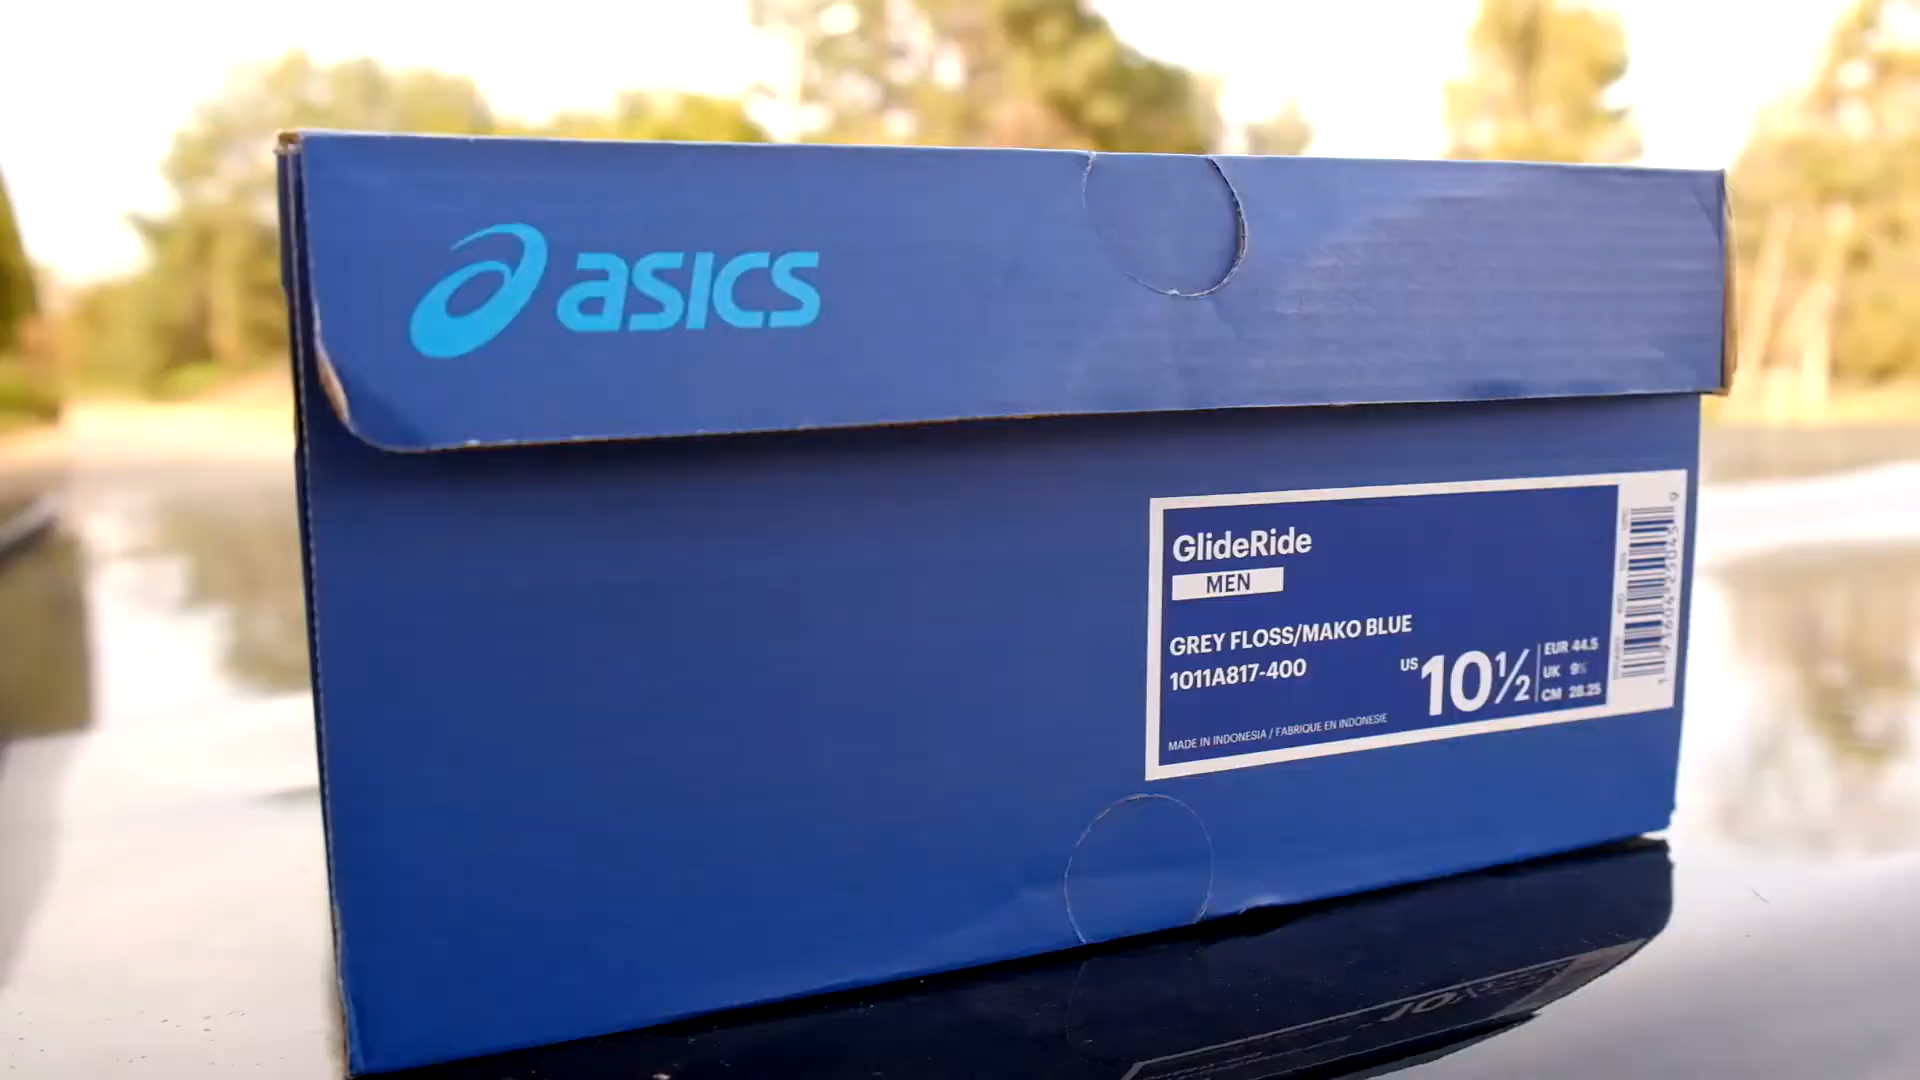 asics
GlideRide
MEN
GREY FLOSS/MAKO BLUE
1011A817-400
US 10½
EUR 44.5
UK 9½
CM 28.25
MADE IN INDONESIA / FABRIQUE EN INDONESIE